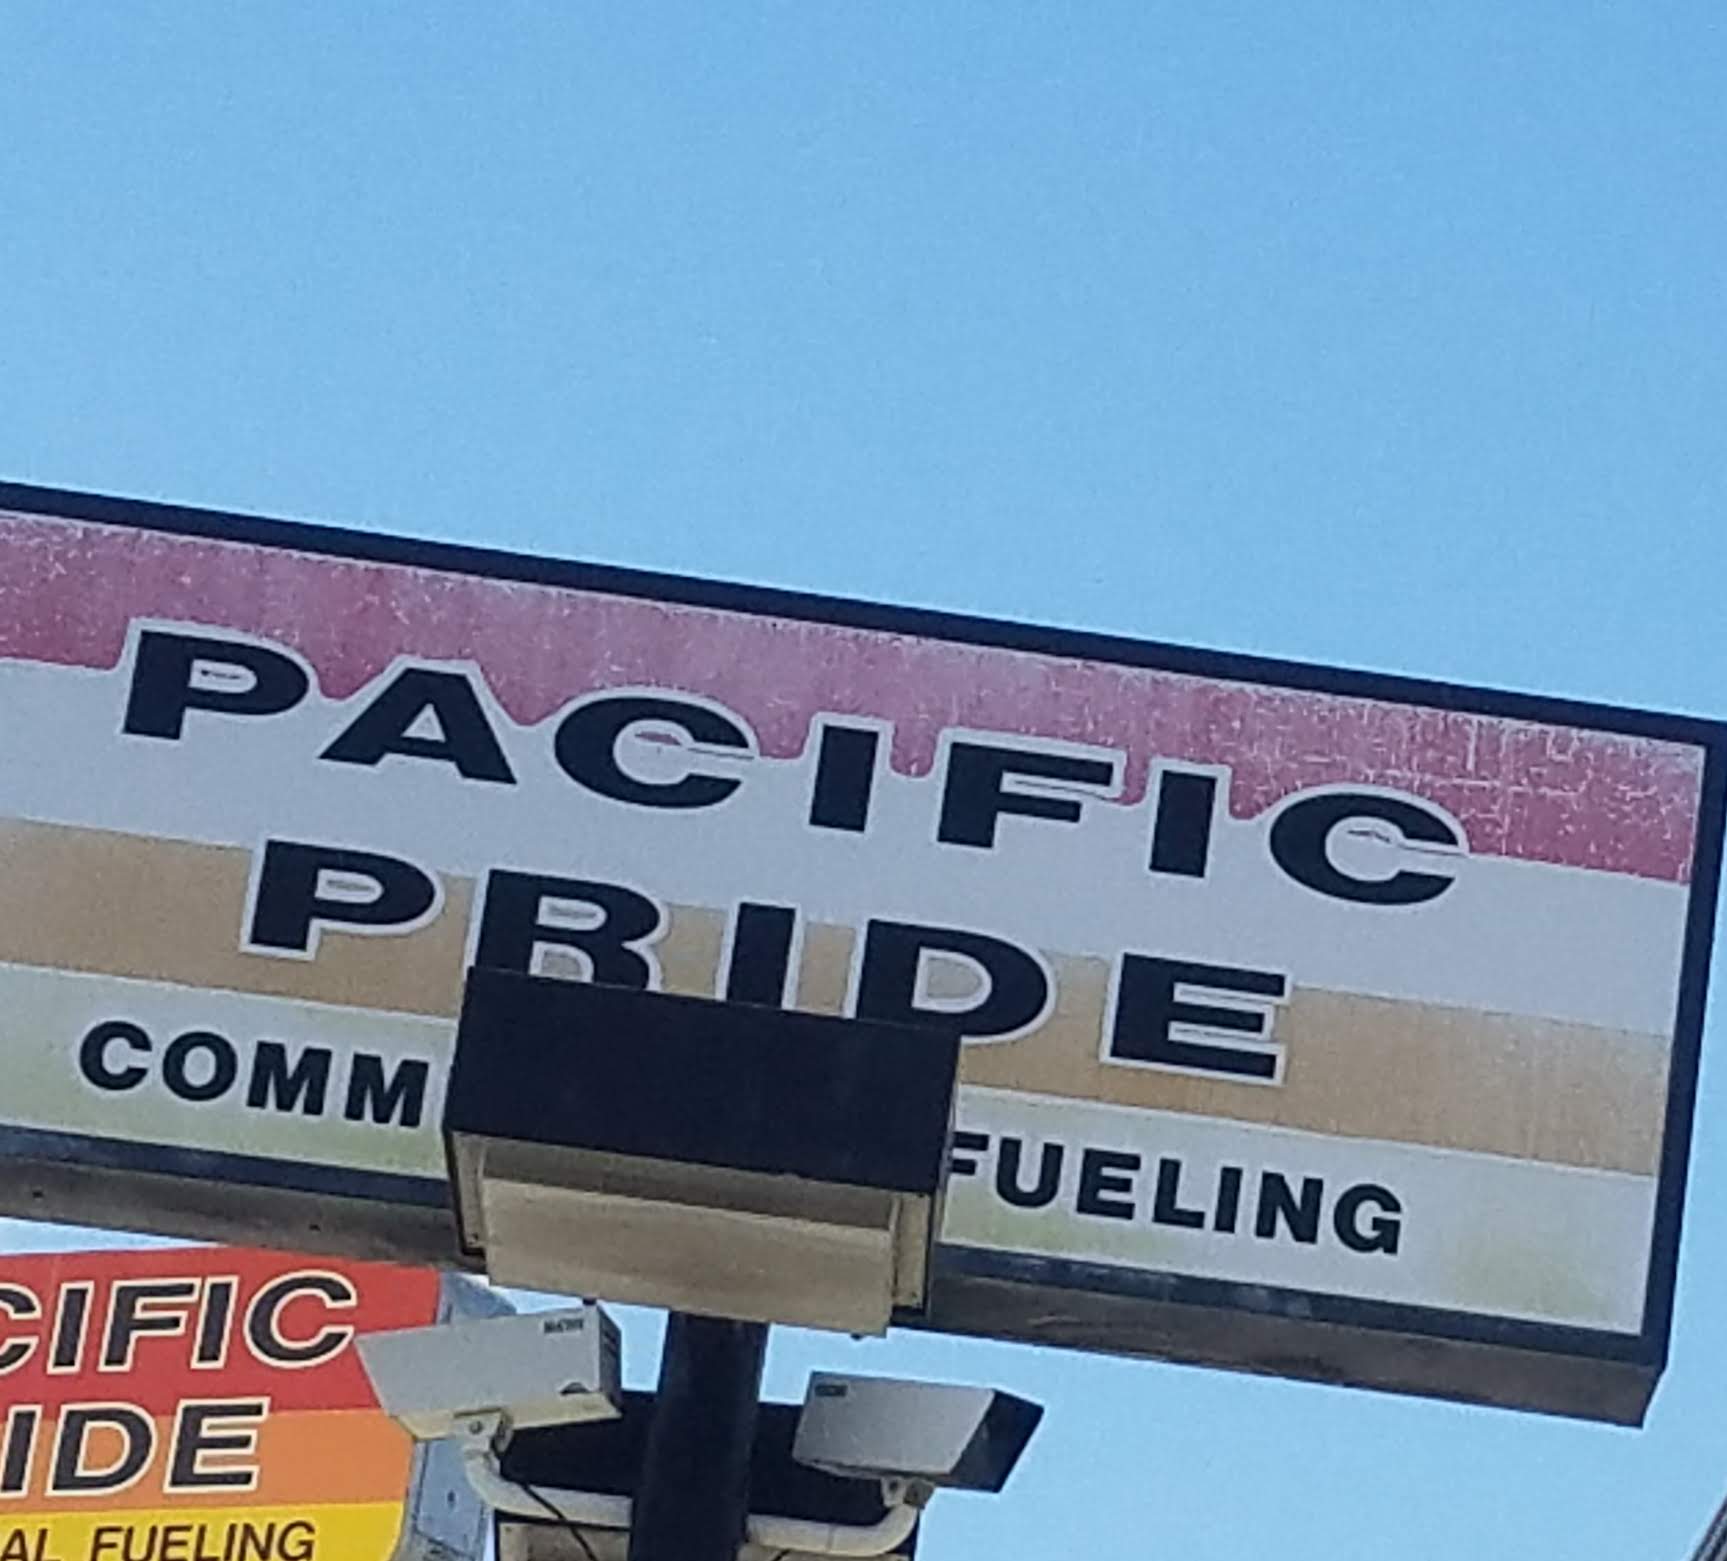 PACIFIC
PRIDE
COMM FUELING
CIFIC
IDE
AL FUELING